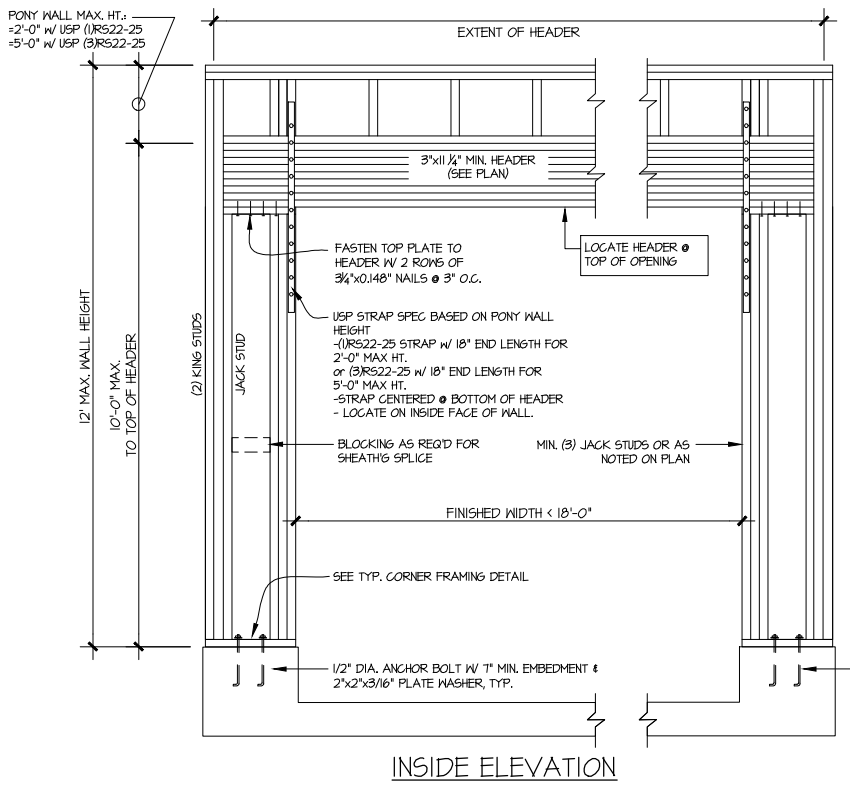 PONY WALL MAX. HT.:
=2'-0" W/ USP (1)RS22-25
=5'-0" W/ USP (3)RS22-25
EXTENT OF HEADER
3"x11 1/4" MIN. HEADER
(SEE PLAN)
FASTEN TOP PLATE TO
HEADER W/ 2 ROWS OF
3 1/4"x0.148" NAILS @ 3" O.C.
LOCATE HEADER @
TOP OF OPENING
USP STRAP SPEC BASED ON PONY WALL
HEIGHT
-(1)RS22-25 STRAP W/ 18" END LENGTH FOR
2'-0" MAX HT.
or (3)RS22-25 W/ 18" END LENGTH FOR
5'-0" MAX HT.
-STRAP CENTERED @ BOTTOM OF HEADER
- LOCATE ON INSIDE FACE OF WALL.
12' MAX. WALL HEIGHT
10'-0" MAX.
TO TOP OF HEADER
(2) KING STUDS
JACK STUD
BLOCKING AS REQ'D FOR
SHEATH'G SPLICE
MIN. (3) JACK STUDS OR AS
NOTED ON PLAN
FINISHED WIDTH < 18'-0"
SEE TYP. CORNER FRAMING DETAIL
1/2" DIA. ANCHOR BOLT W/ 7" MIN. EMBEDMENT &
2"x2"x3/16" PLATE WASHER, TYP.
INSIDE ELEVATION